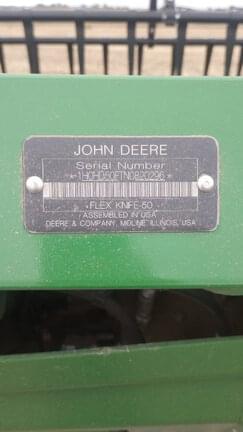 JOHN DEERE
Serial Number
*1H0HD50FTN0820296*
FLEX KNIFE-50
ASSEMBLED IN USA
DEERE & COMPANY, MOLINE ILLINOIS, USA